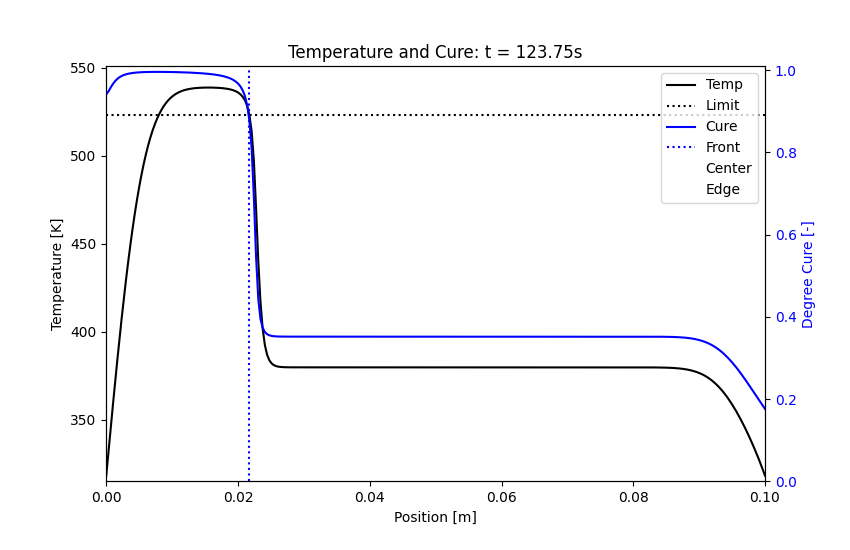 Temperature and Cure: t = 123.75s
Temperature [K]
550
500
450
400
350
Temp
Limit
Cure
Front
Center
Edge
1.0
0.8
0.6
0.4
0.2
0.0
Degree Cure [-]
0.00 0.02 0.04 0.06 0.08 0.10
Position [m]